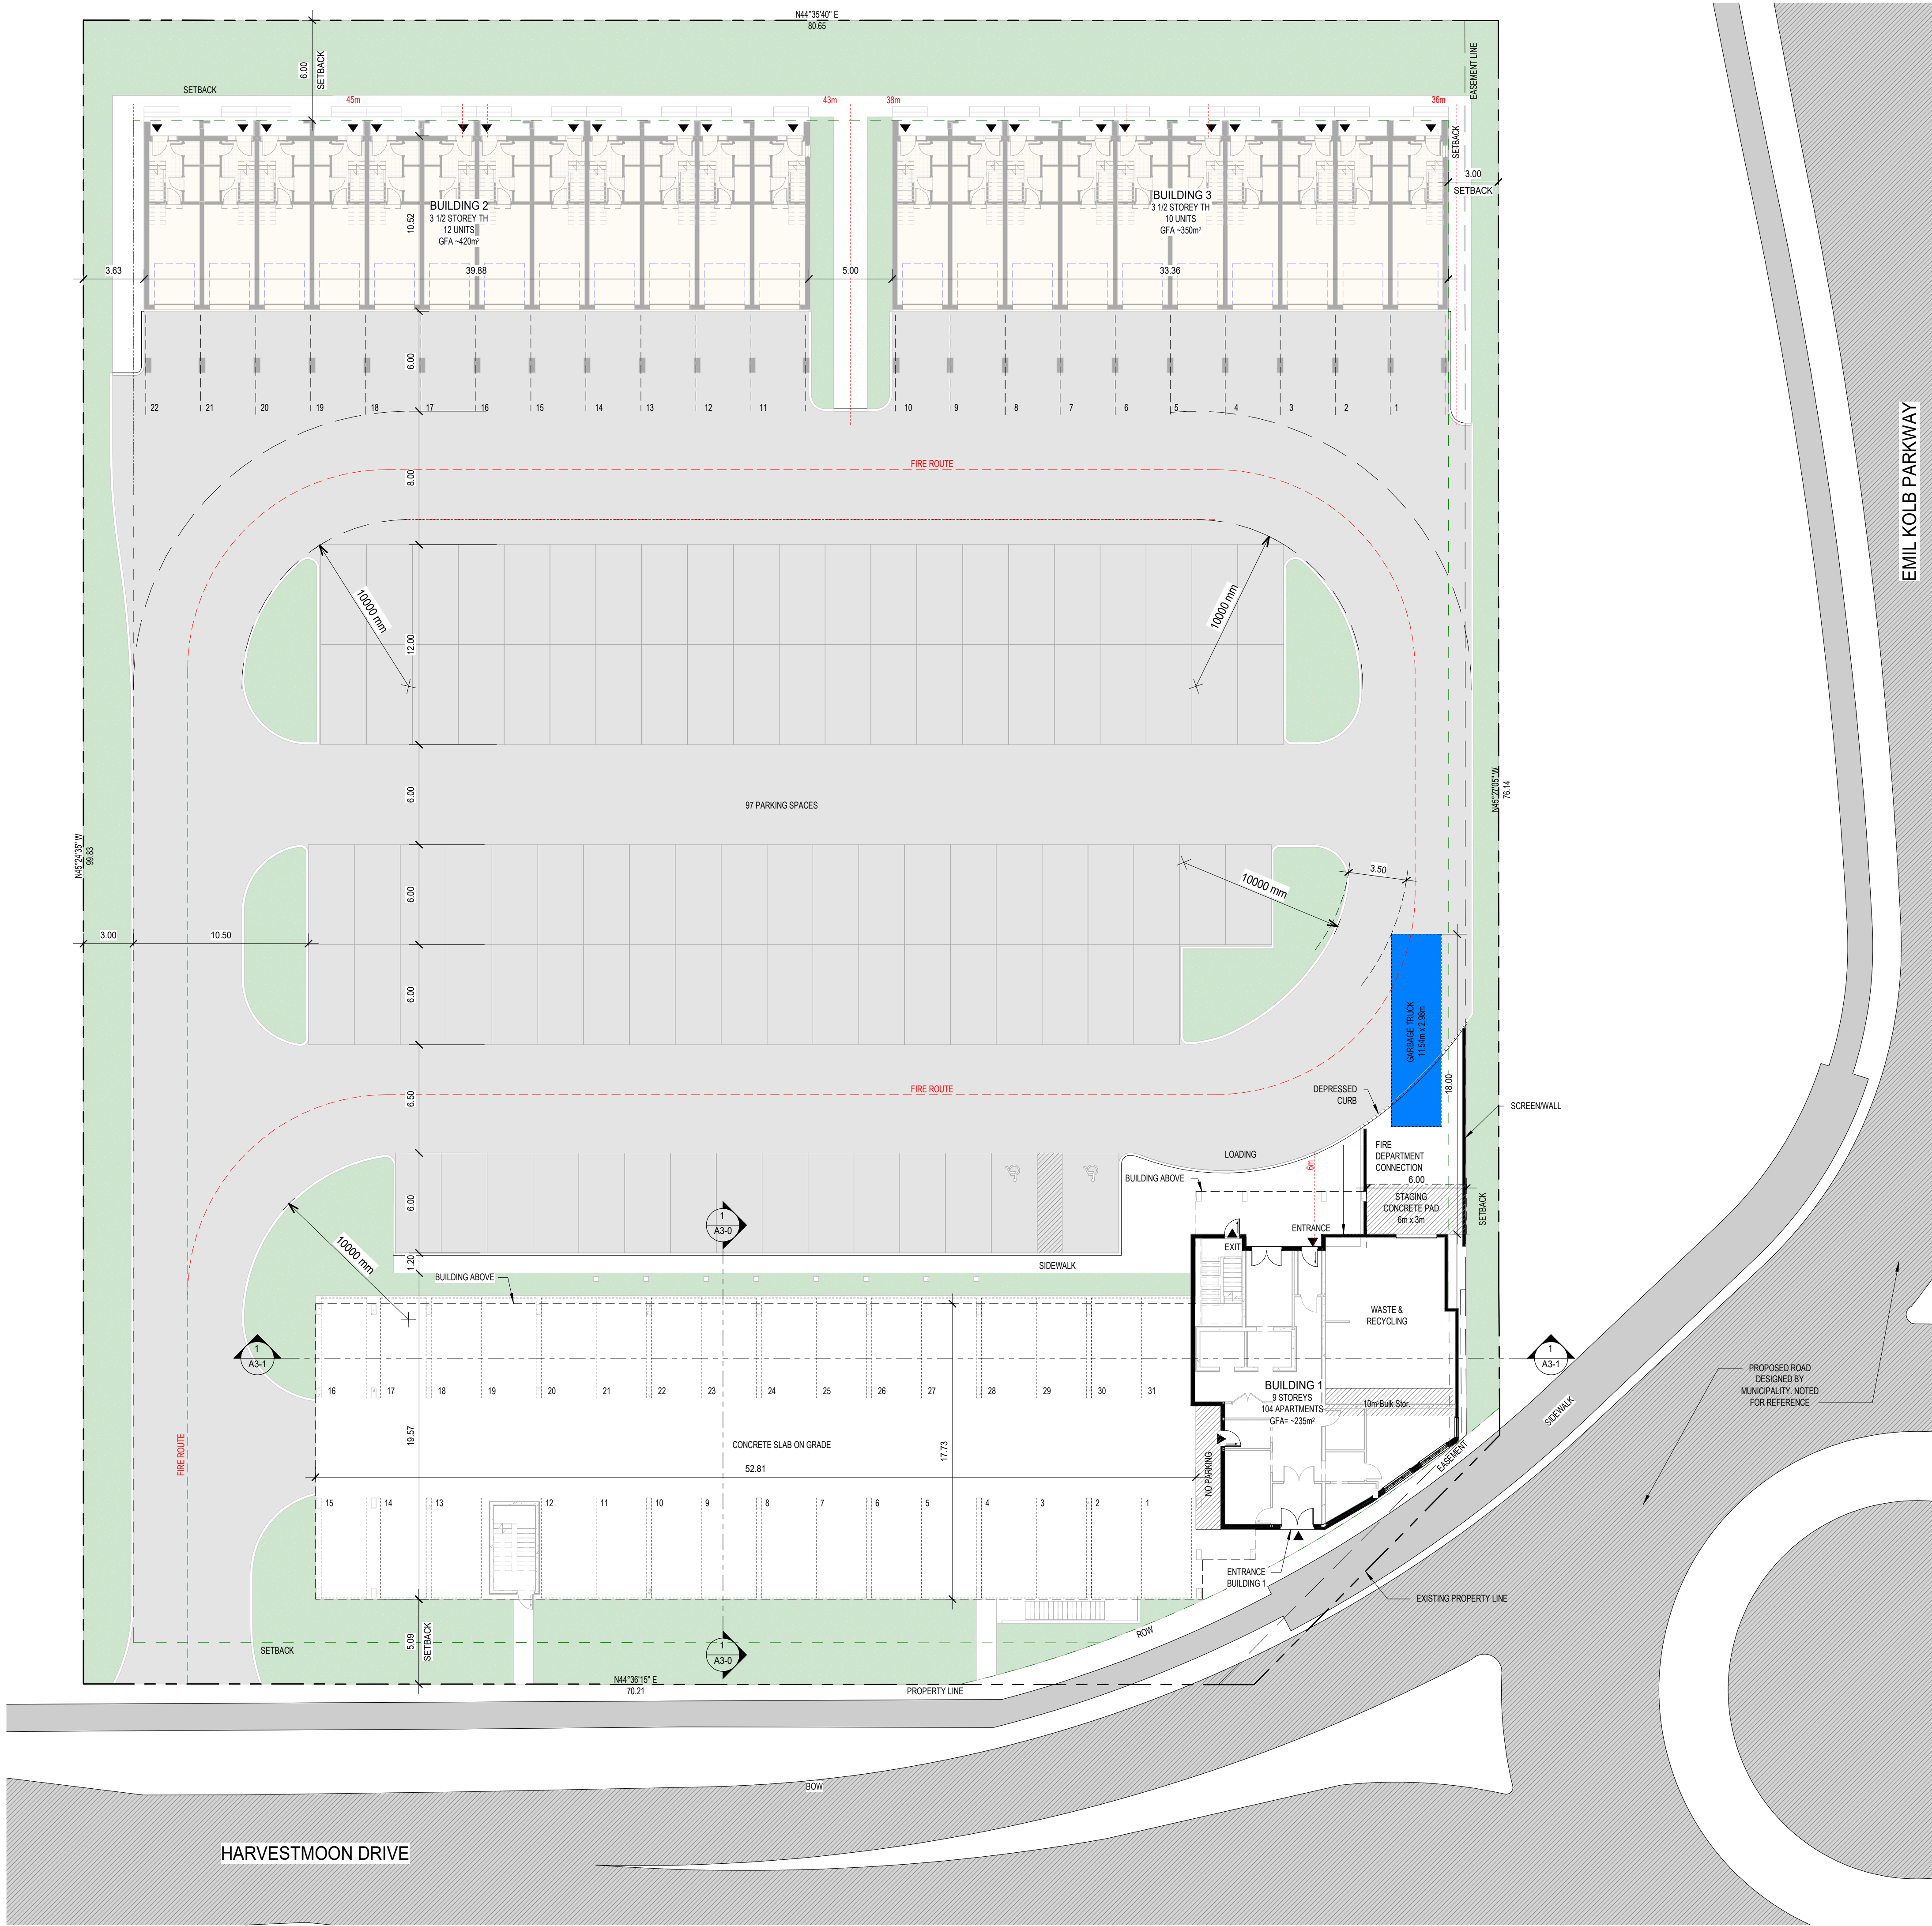 N44°35'40" E
80.65
6.00
SETBACK
SETBACK
EASEMENT LINE
45m
43m
38m
36m
SETBACK
3.00
SETBACK
BUILDING 2
3 1/2 STOREY TH
12 UNITS
GFA ~420m²
10.52
BUILDING 3
3 1/2 STOREY TH
10 UNITS
GFA ~350m²
3.63
39.88
5.00
33.36
6.00
22
21
20
19
18
17
16
15
14
13
12
11
10
9
8
7
6
5
4
3
2
1
EMIL KOLB PARKWAY
FIRE ROUTE
8.00
10000 mm
10000 mm
12.00
6.00
97 PARKING SPACES
N45°27'05" W
76.14
N45°24'35" W
99.83
6.00
10000 mm
3.50
3.00
10.50
6.00
GARBAGE TRUCK
11.54m x 2.98m
18.00
FIRE ROUTE
6.50
DEPRESSED
CURB
SCREEN/WALL
LOADING
6m
FIRE
DEPARTMENT
CONNECTION
BUILDING ABOVE
6.00
STAGING
CONCRETE PAD
6m x 3m
SETBACK
6.00
1
A3-0
10000 mm
1.20
EXIT
ENTRANCE
SIDEWALK
BUILDING ABOVE
WASTE &
RECYCLING
1
A3-1
1
A3-1
PROPOSED ROAD
DESIGNED BY
MUNICIPALITY. NOTED
FOR REFERENCE
16
17
18
19
20
21
22
23
24
25
26
27
28
29
30
31
BUILDING 1
9 STOREYS
104 APARTMENTS
GFA= ~235m²
10m²Bulk Stor.
SIDEWALK
FIRE ROUTE
19.57
CONCRETE SLAB ON GRADE
17.73
52.81
NO PARKING
EASEMENT
15
14
13
12
11
10
9
8
7
6
5
4
3
2
1
ENTRANCE
BUILDING 1
EXISTING PROPERTY LINE
SETBACK
5.09
SETBACK
1
A3-0
ROW
N44°36'15" E
70.21
PROPERTY LINE
BOW
HARVESTMOON DRIVE